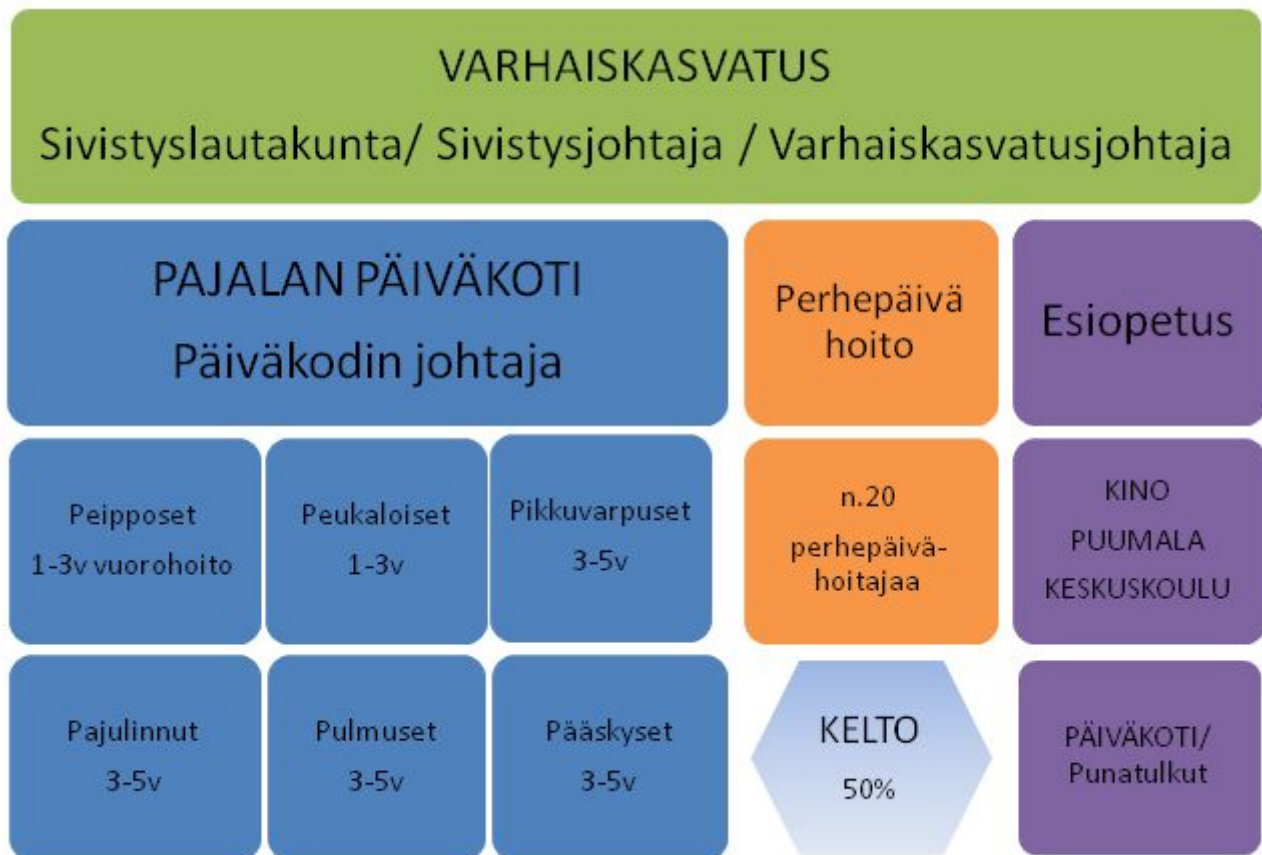 VARHAISKASVATUS
Sivistyslautakunta/ Sivistysjohtaja / Varhaiskasvatusjohtaja
PAJALAN PÄIVÄKOTI
Päiväkodin johtaja
Perhepäivä
hoito
Esiopetus
Peipposet
1-3v vuorohoito
Peukaloiset
1-3v
Pikkuvarpuset
3-5v
n.20
perhepäivä-
hoitajaa
KINO
PUUMALA
KESKUSKOULU
Pajulinnut
3-5v
Pulmuset
3-5v
Pääskyset
3-5v
KELTO
50%
PÄIVÄKOTI/
Punatulkut